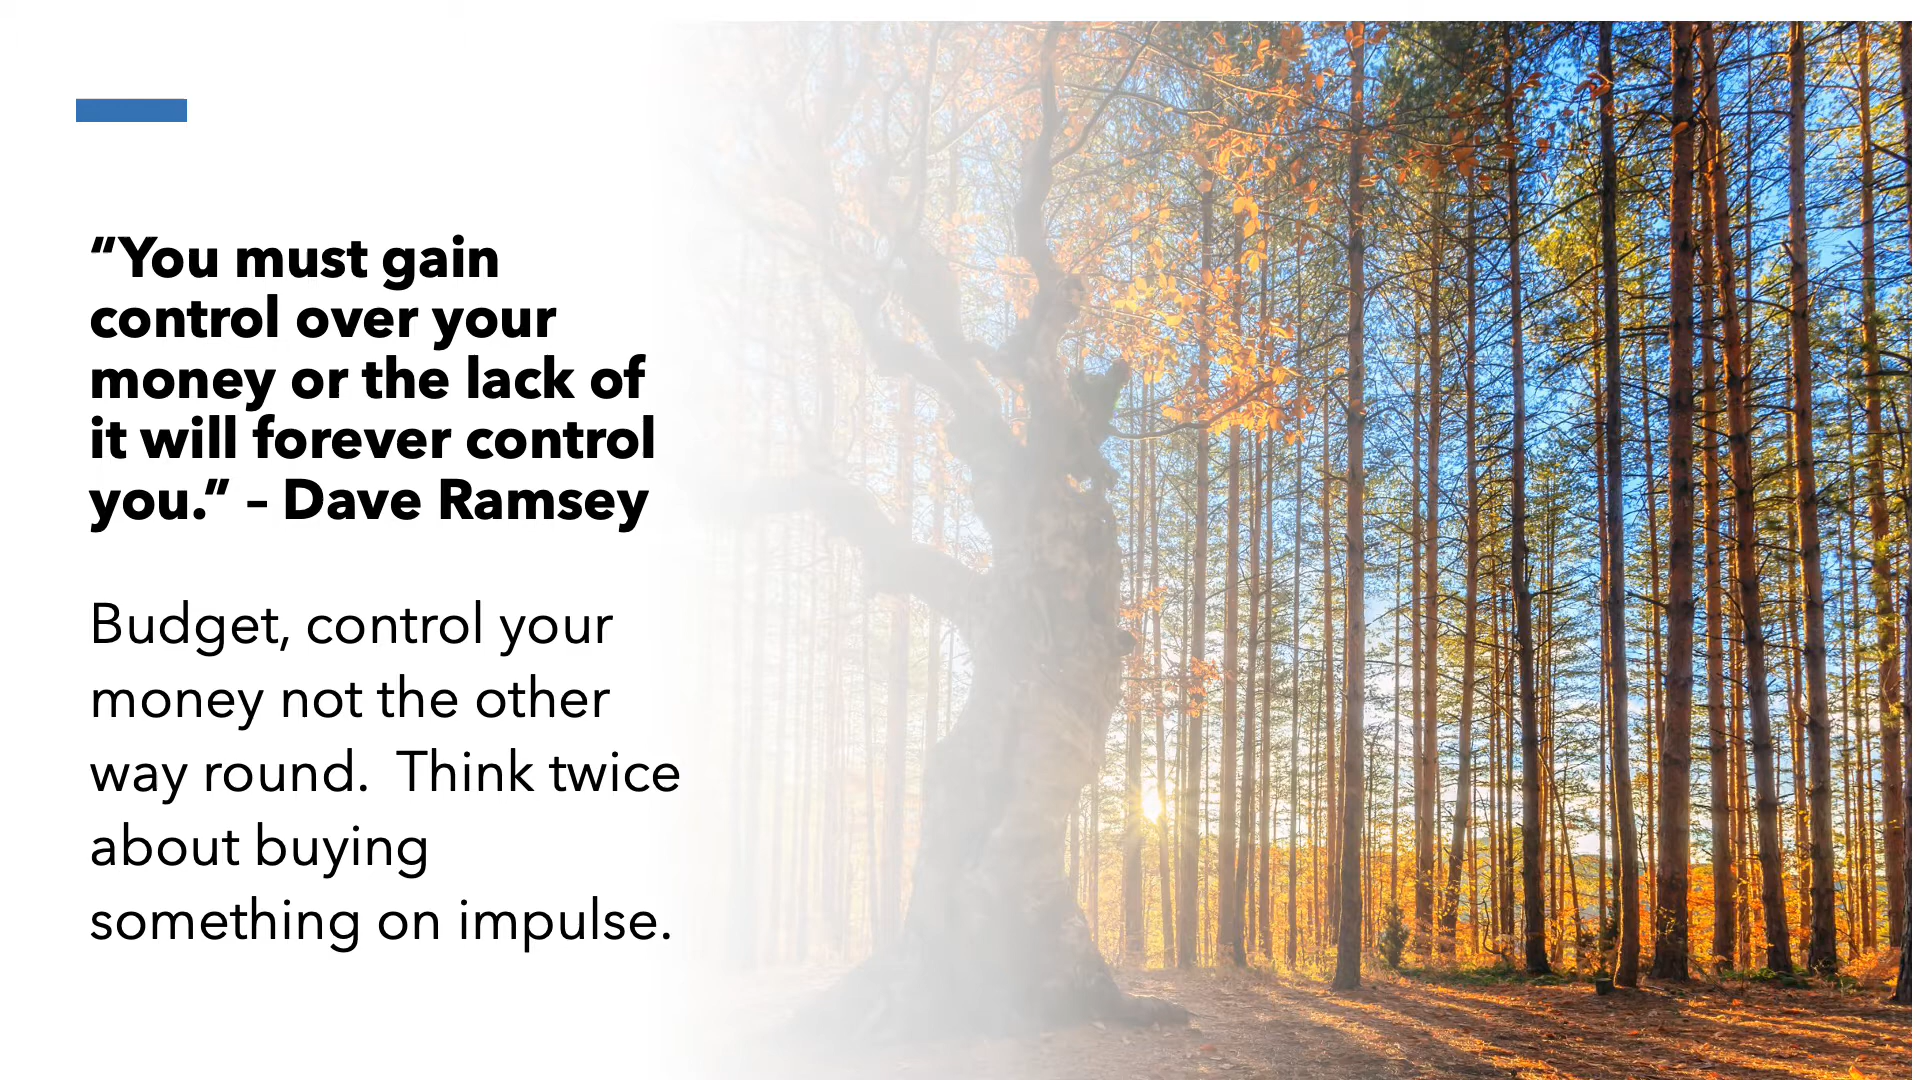 “You must gain
control over your
money or the lack of
it will forever control
you.” – Dave Ramsey
Budget, control your
money not the other
way round.  Think twice
about buying
something on impulse.